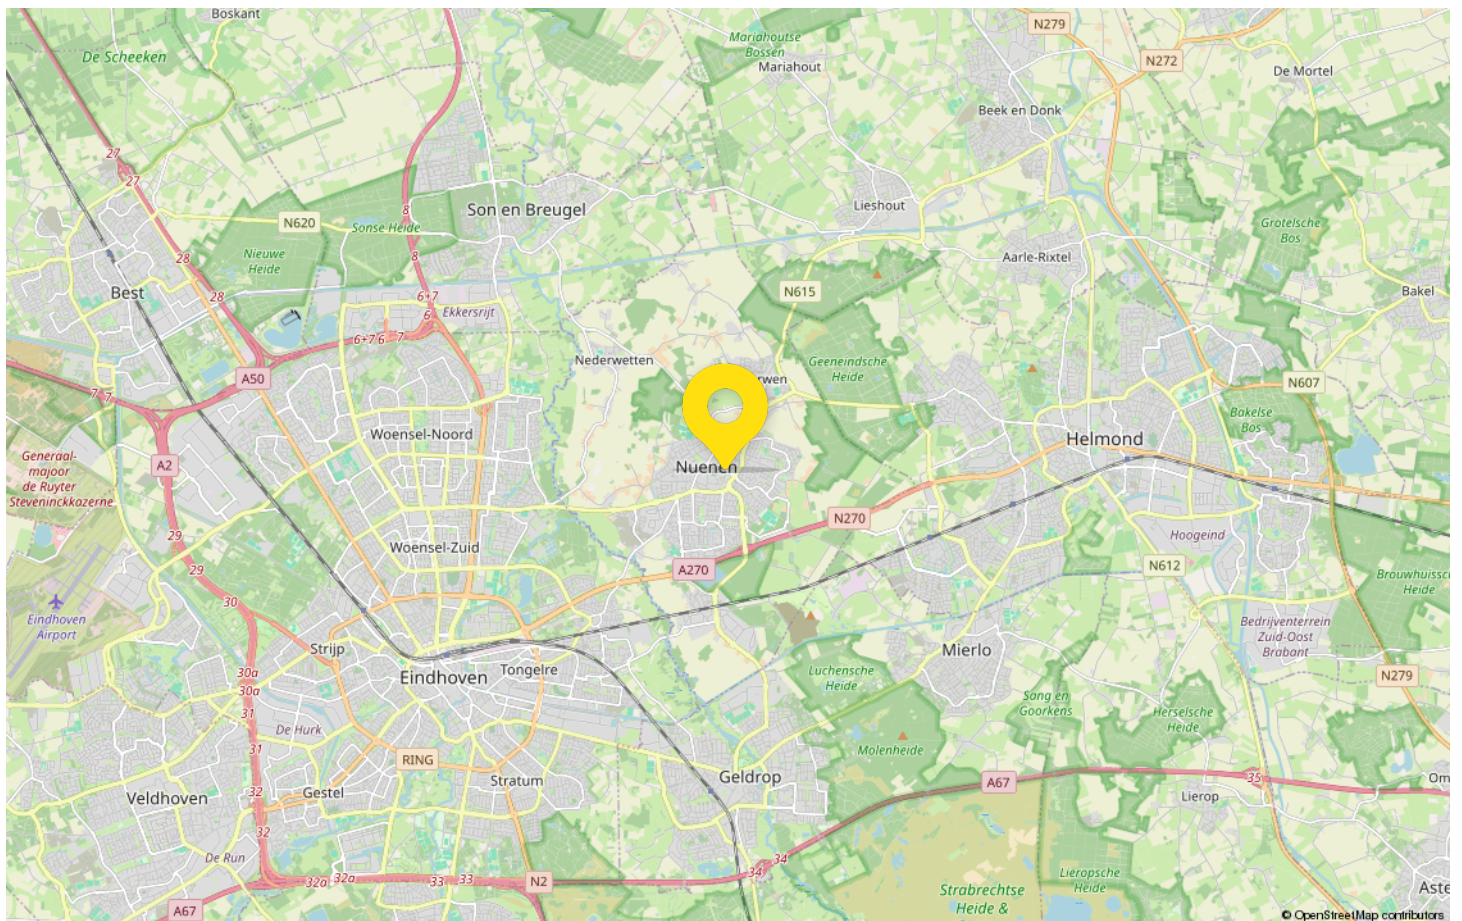 Boskant
N279
De Scheeken
Mariahoutse
Bossen
Mariahout
N272
De Mortel
Beek en Donk
27
27
N620
Son en Breugel
8
Sonse Heide
Lieshout
Grotelsche
Bos
Nieuwe
Heide
28
8
Aarle-Rixtel
Best
28
6+7
6
Ekkersrijt
N615
Bakel
6+7 6
7
Nederwetten
Geeneindsche
Heide
A50
rwen
N607
7 7
Woensel-Noord
Bakelse
Bos
Helmond
Generaal-
majoor
de Ruyter
Steveninckkazerne
A2
Nuenen
N270
29
Woensel-Zuid
Hoogeind
29
A270
N612
Brouwhuissc
Heide
30
Eindhoven
Airport
Bedrijventerrein
Zuid-Oost
Brabant
Strijp
Mierlo
30a
30a
Eindhoven
Tongelre
Luchensche
Heide
N279
31
Sang en
Goorkens
Herselsche
Heide
De Hurk
31
Molenheide
RING
Stratum
Geldrop
A67
35
Om
32
Veldhoven
Gestel
Lierop
32
De Run
34
34
32a
32a
33
33
N2
Lieropsche
Heide
Strabrechtse
Heide &
Aste
A67
© OpenStreetMap contributors